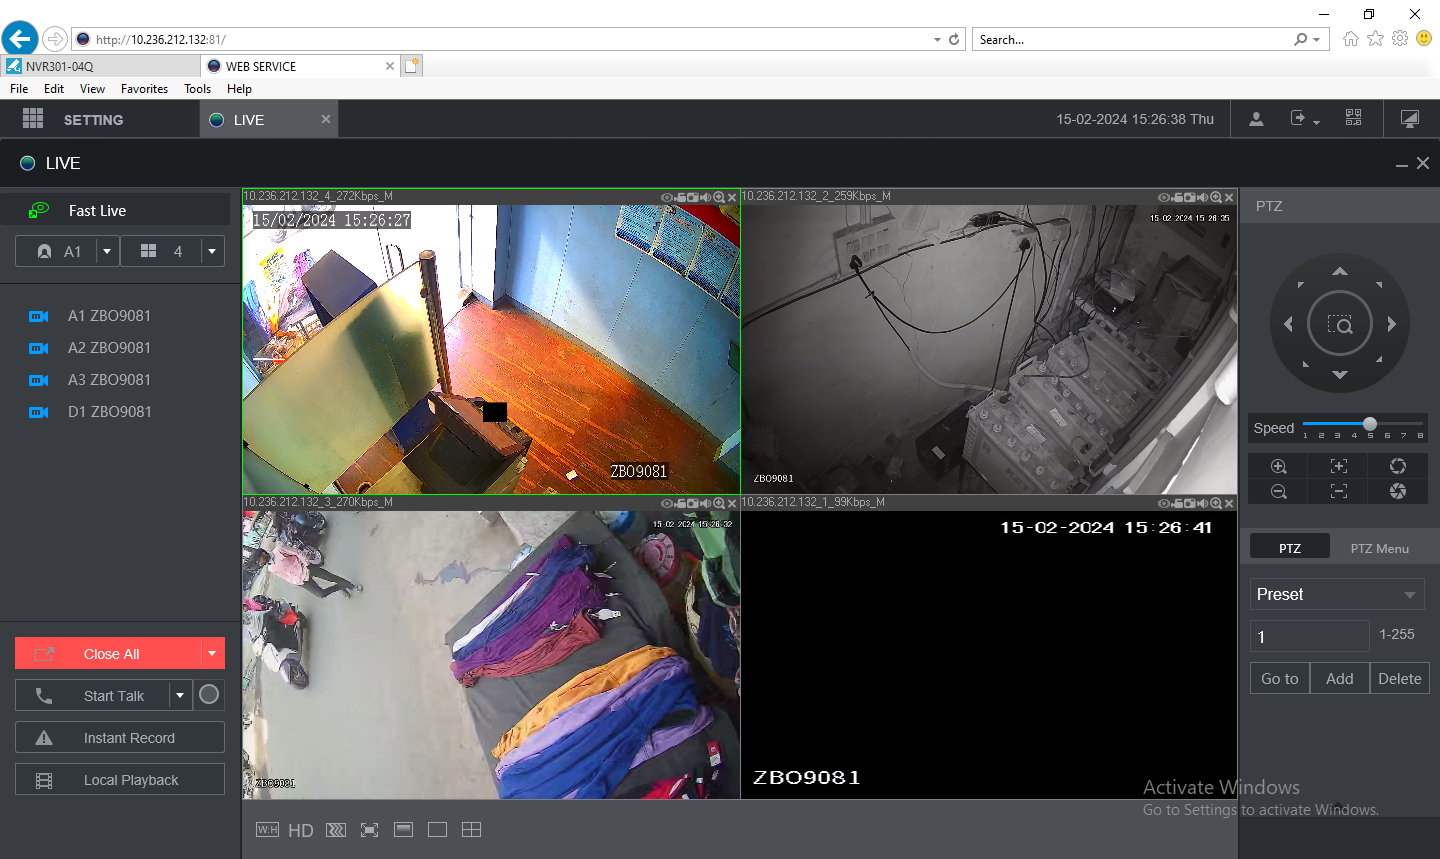 http://10.236.212.132:81/
Search...
NVR301-04Q
WEB SERVICE
File Edit View Favorites Tools Help
SETTING
LIVE
15-02-2024 15:26:38 Thu
LIVE
Fast Live
A1
4
A1 ZBO9081
A2 ZBO9081
A3 ZBO9081
D1 ZBO9081
Close All
Start Talk
Instant Record
Local Playback
10.236.212.132_4_272Kbps_M
15/02/2024 15:26:27
ZBO9081
10.236.212.132_2_259Kbps_M
15 02 2024 15:26:35
ZBO9081
10.236.212.132_3_270Kbps_M
15 02 2024 15:26:32
ZBO9081
10.236.212.132_1_99Kbps_M
15-02-2024 15:26:41
ZBO9081
W:H
HD
PTZ
Speed
1 2 3 4 5 6 7 8
PTZ
PTZ Menu
Preset
1
1-255
Go to
Add
Delete
Activate Windows
Go to Settings to activate Windows.